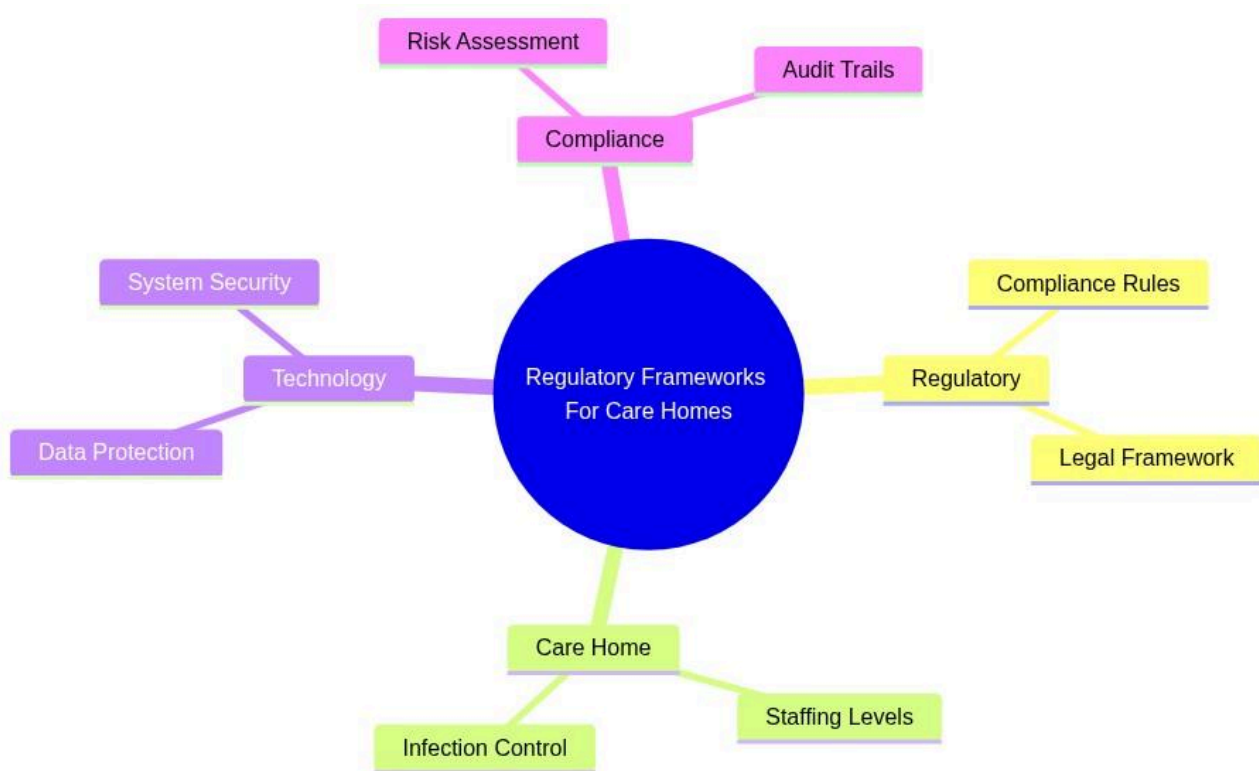 Risk Assessment
Audit Trails
Compliance
System Security
Compliance Rules
Technology
Regulatory Frameworks
For Care Homes
Regulatory
Data Protection
Legal Framework
Care Home
Staffing Levels
Infection Control